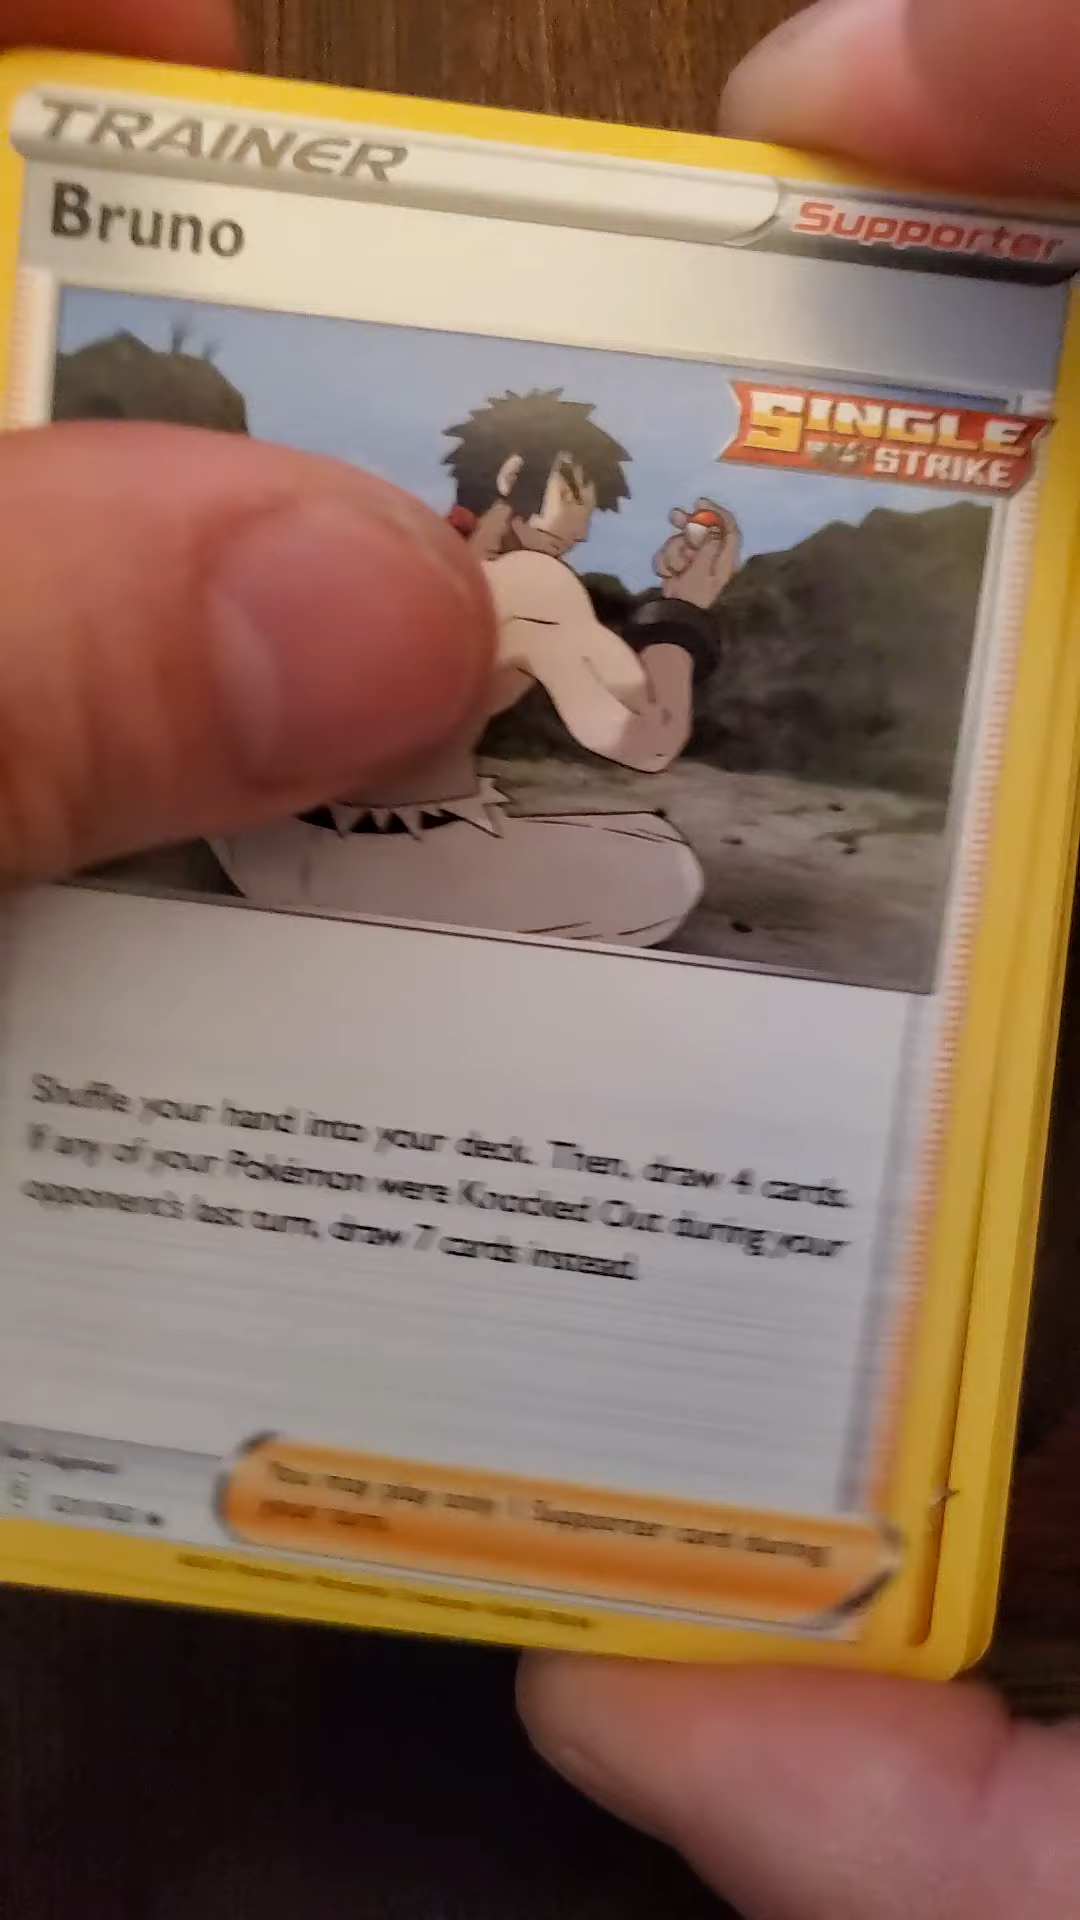 TRAINER
Supporter
Bruno
SINGLE
STRIKE
Shuffle your hand into your deck. Then, draw 4 cards.
If any of your Pokémon were Knocked Out during your
opponent's last turn, draw 7 cards instead.
You may play only 1 Supporter card during
your turn.